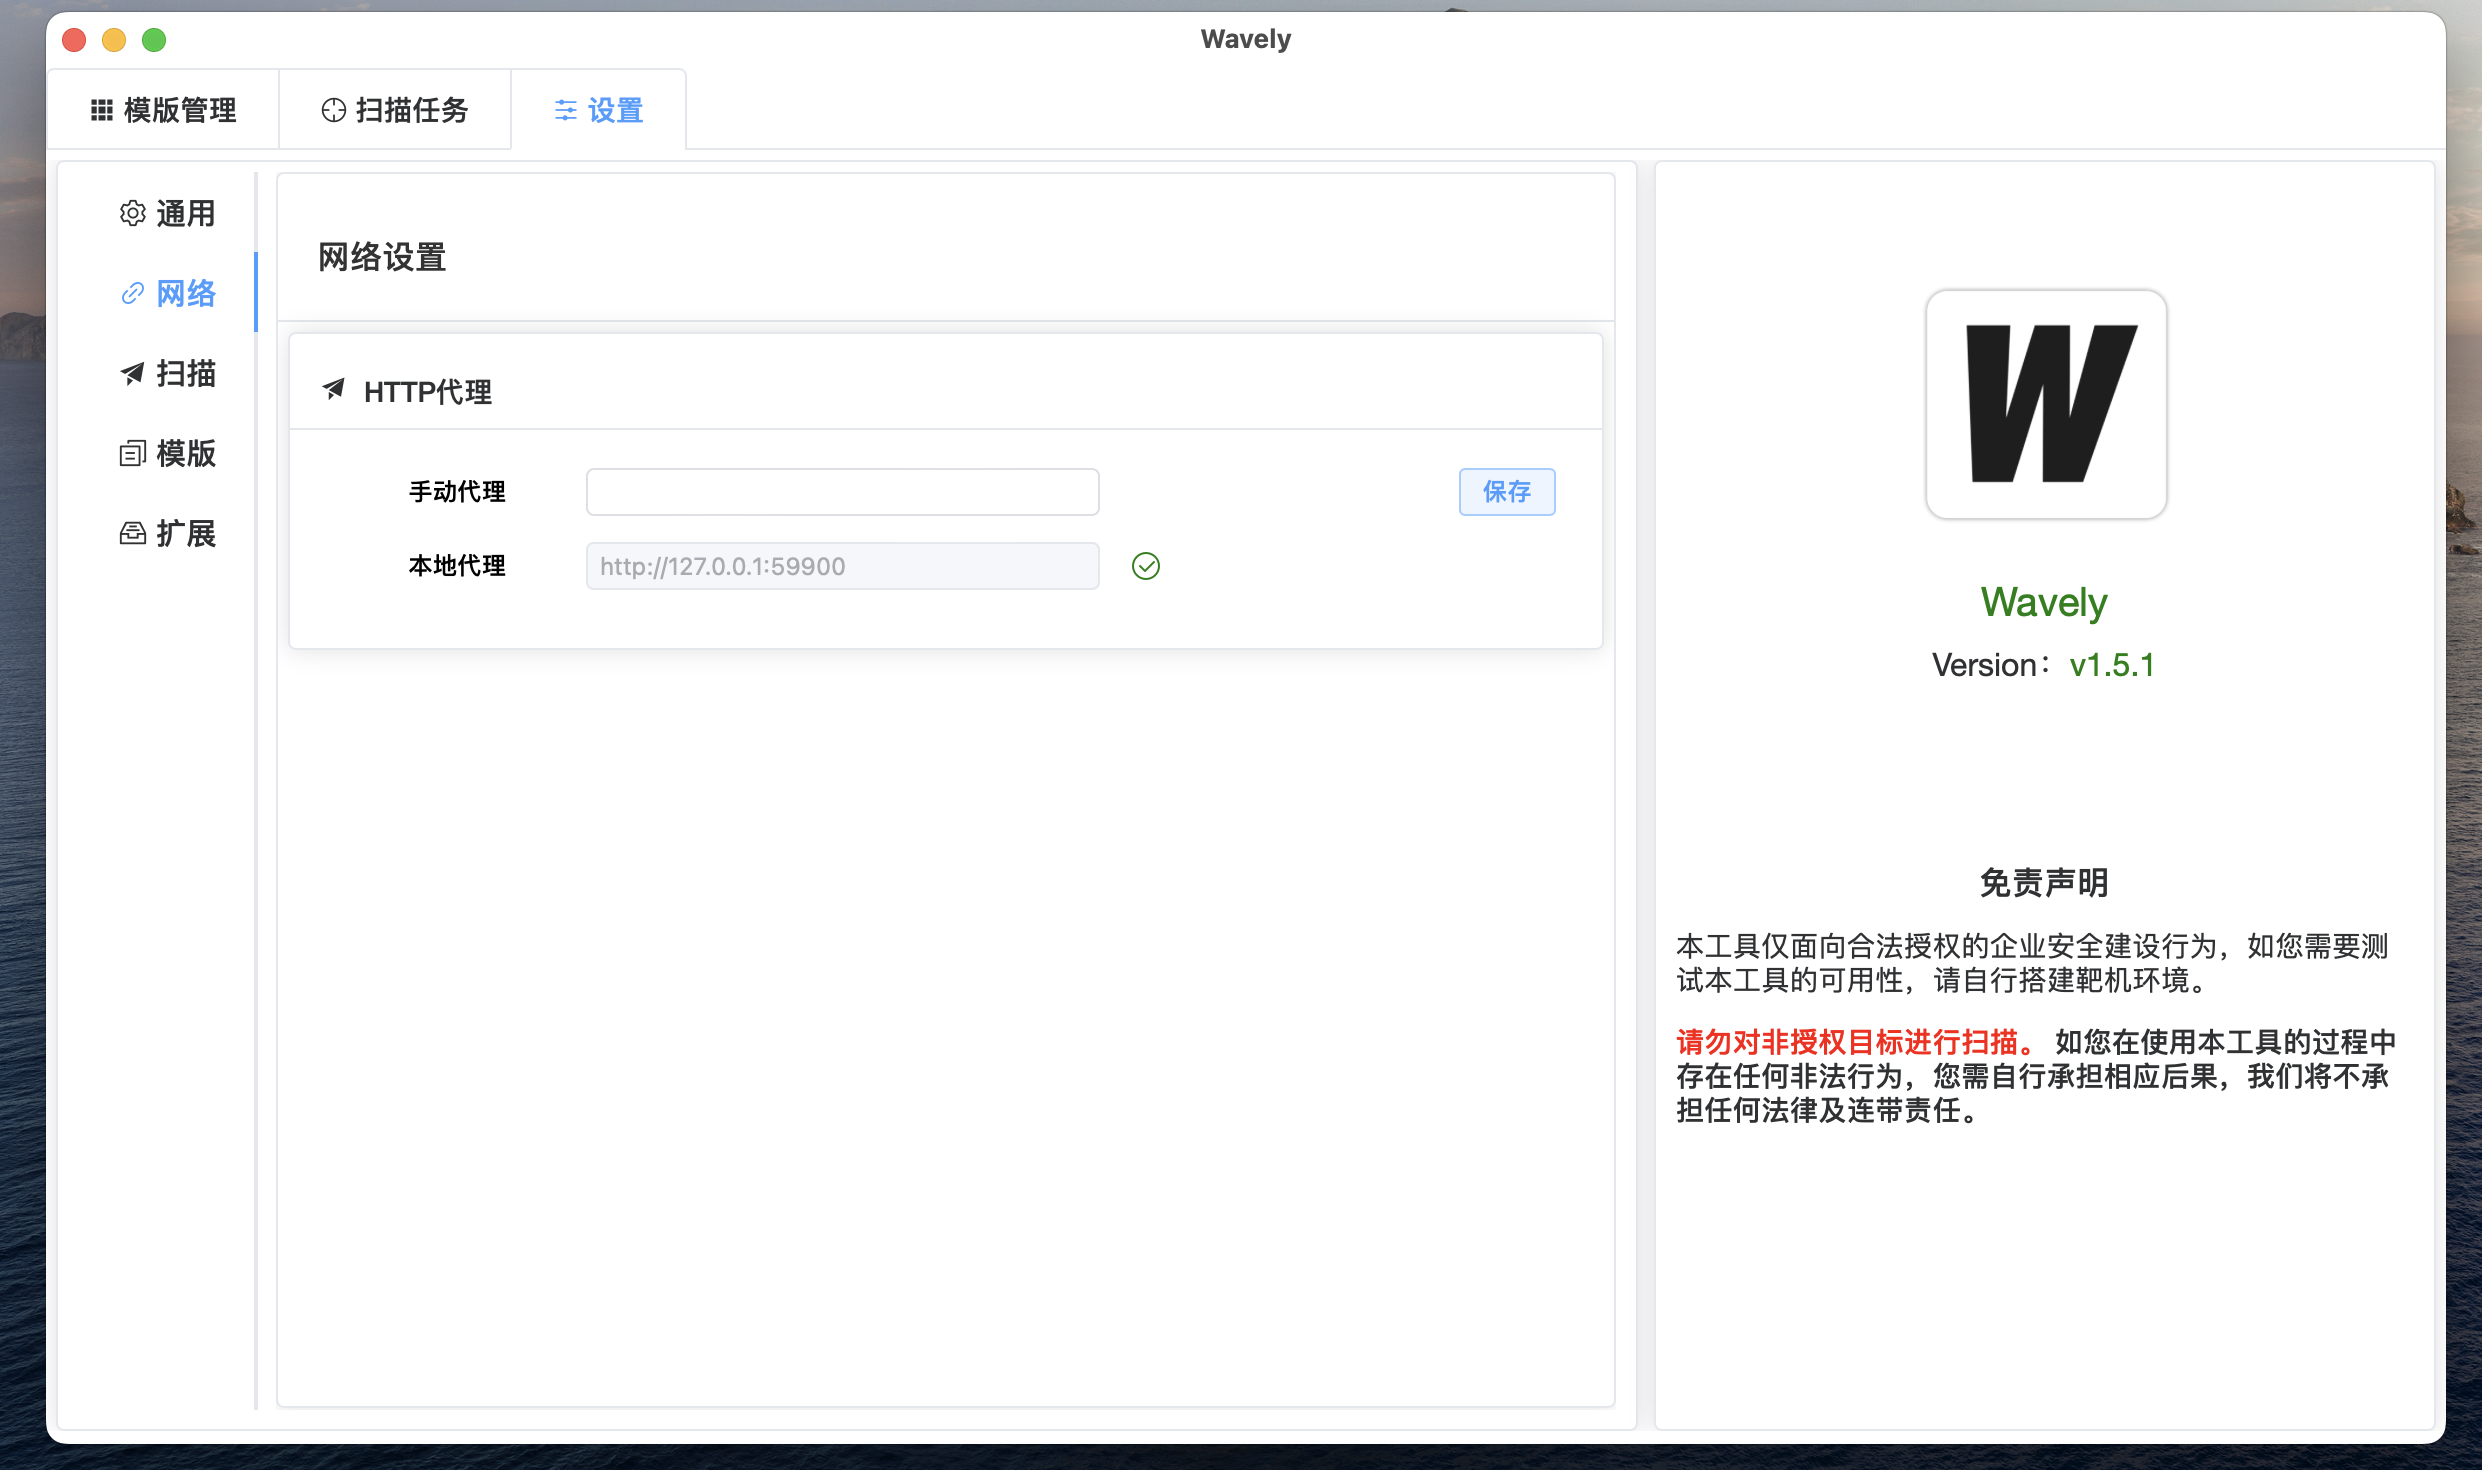 Wavely
模版管理
扫描任务
设置
通用
网络
扫描
模版
扩展
网络设置
HTTP代理
手动代理
保存
本地代理
http://127.0.0.1:59900
W
Wavely
Version：v1.5.1
免责声明
本工具仅面向合法授权的企业安全建设行为，如您需要测
试本工具的可用性，请自行搭建靶机环境。
请勿对非授权目标进行扫描。 如您在使用本工具的过程中
存在任何非法行为，您需自行承担相应后果，我们将不承
担任何法律及连带责任。